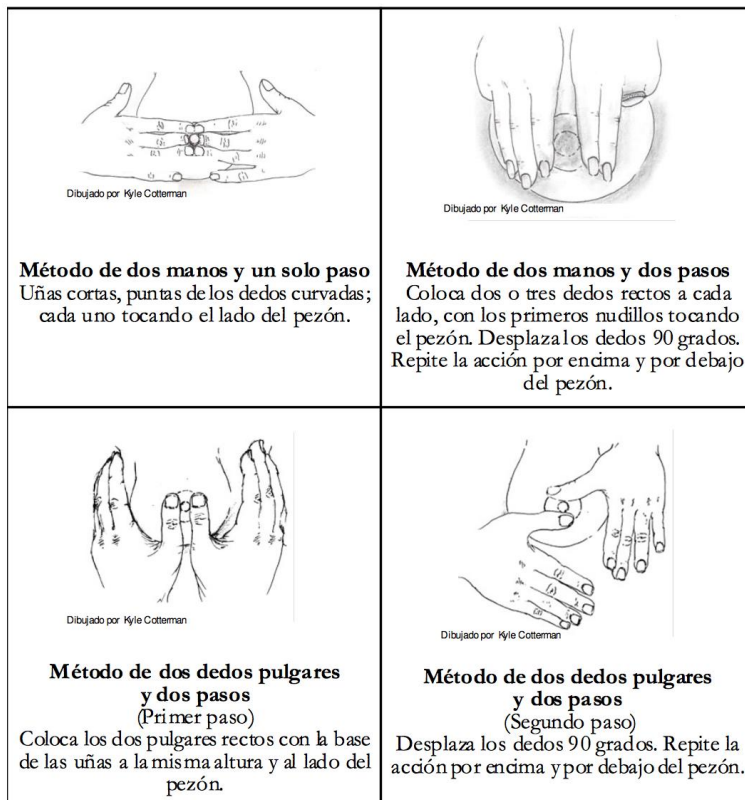 Dibujado por Kyle Cotterman
Método de dos manos y un solo paso
Uñas cortas, puntas de los dedos curvadas;
cada uno tocando el lado del pezón.
Dibujado por Kyle Cotterman
Método de dos manos y dos pasos
Coloca dos o tres dedos rectos a cada
lado, con los primeros nudillos tocando
el pezón. Desplaza los dedos 90 grados.
Repite la acción por encima y por debajo
del pezón.
Dibujado por Kyle Cotterman
Método de dos dedos pulgares
y dos pasos
(Primer paso)
Coloca los dos pulgares rectos con la base
de las uñas a la misma altura y al lado del
pezón.
Dibujado por Kyle Cotterman
Método de dos dedos pulgares
y dos pasos
(Segundo paso)
Desplaza los dedos 90 grados. Repite la
acción por encima y por debajo del pezón.